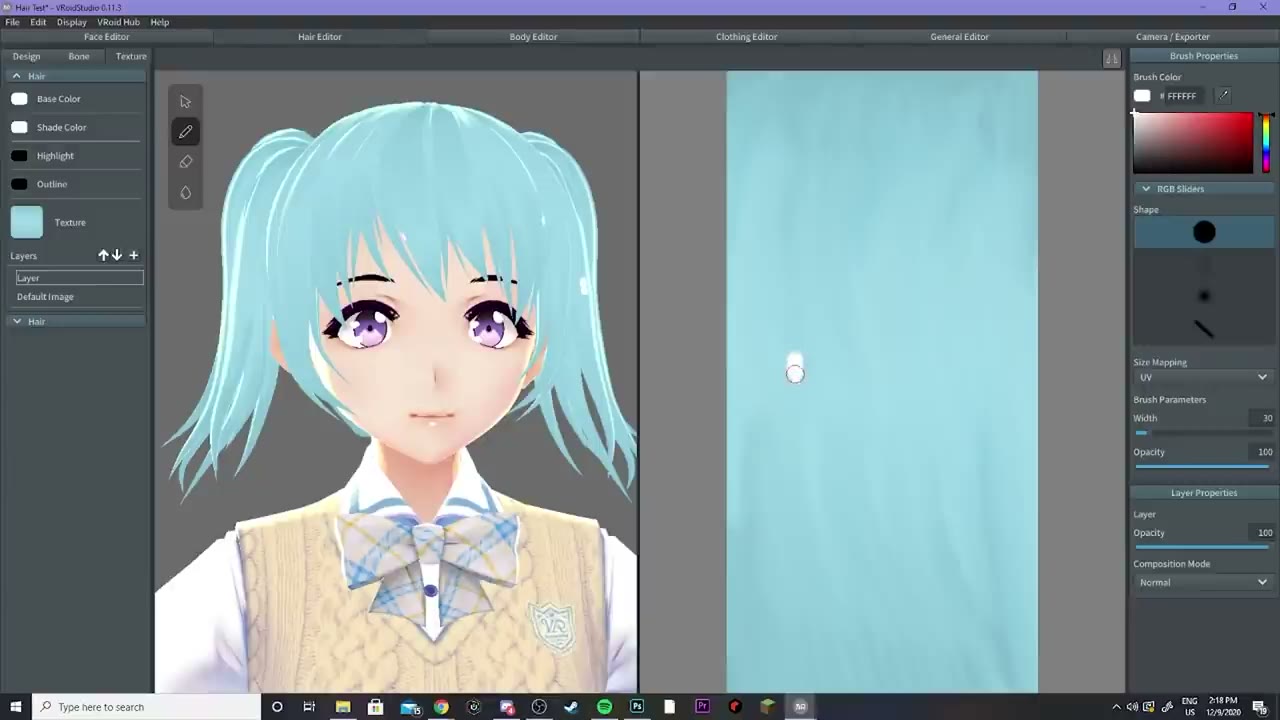 Hair Test* - VRoidStudio 0.11.3
File Edit Display VRoid Hub Help
Face Editor Hair Editor Body Editor Clothing Editor General Editor Camera / Exporter
Design Bone Texture
Hair
Base Color
Shade Color
Highlight
Outline
Texture
Layers
Layer
Default Image
Hair
VR
Brush Properties
Brush Color
# FFFFFF
RGB Sliders
Shape
Size Mapping
UV
Brush Parameters
Width 30
Opacity 100
Layer Properties
Layer
Opacity 100
Composition Mode
Normal
Type here to search
Ps
Pr
ENG
US
2:18 PM
12/9/2020